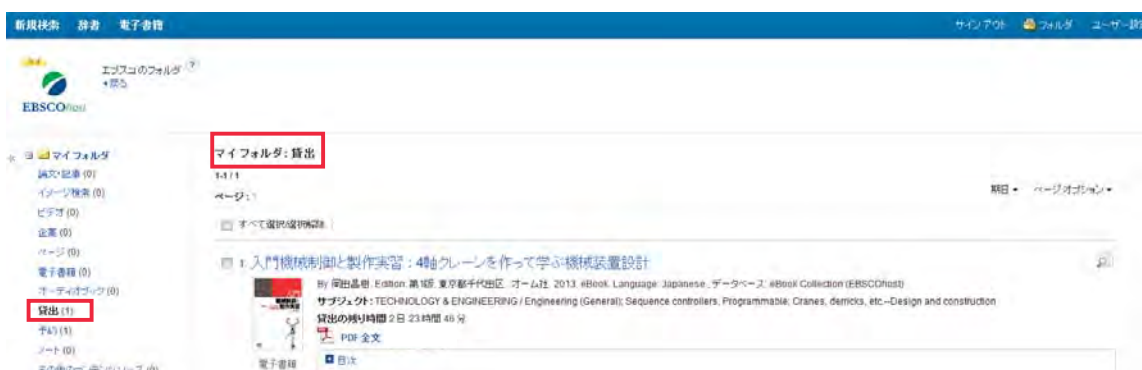 新規検索 辞書 電子書籍
サインアウト フォルダ ユーザー設
エブスコのフォルダ ?
戻る
EBSCOhost
マイフォルダ
論文・記事 (0)
イメージ検索 (0)
ビデオ (0)
企業 (0)
ページ (0)
電子書籍 (0)
オーディオブック (0)
貸出 (1)
予約 (1)
ノート (0)
マイフォルダ: 貸出
1-1 / 1
ページ: 1
期日 ページオプション
すべて選択/選択解除
1. 入門機械制御と製作実習 : 4軸クレーンを作って学ぶ機械装置設計
By 岡田昌樹. Edition: 第1版. 東京都千代田区 : オーム社. 2013. eBook. Language: Japanese , データベース: eBook Collection (EBSCOhost)
サブジェクト: TECHNOLOGY & ENGINEERING / Engineering (General); Sequence controllers, Programmable; Cranes, derricks, etc.--Design and construction
貸出の残り時間 2 日 23 時間 46 分
PDF 全文
電子書籍
目次